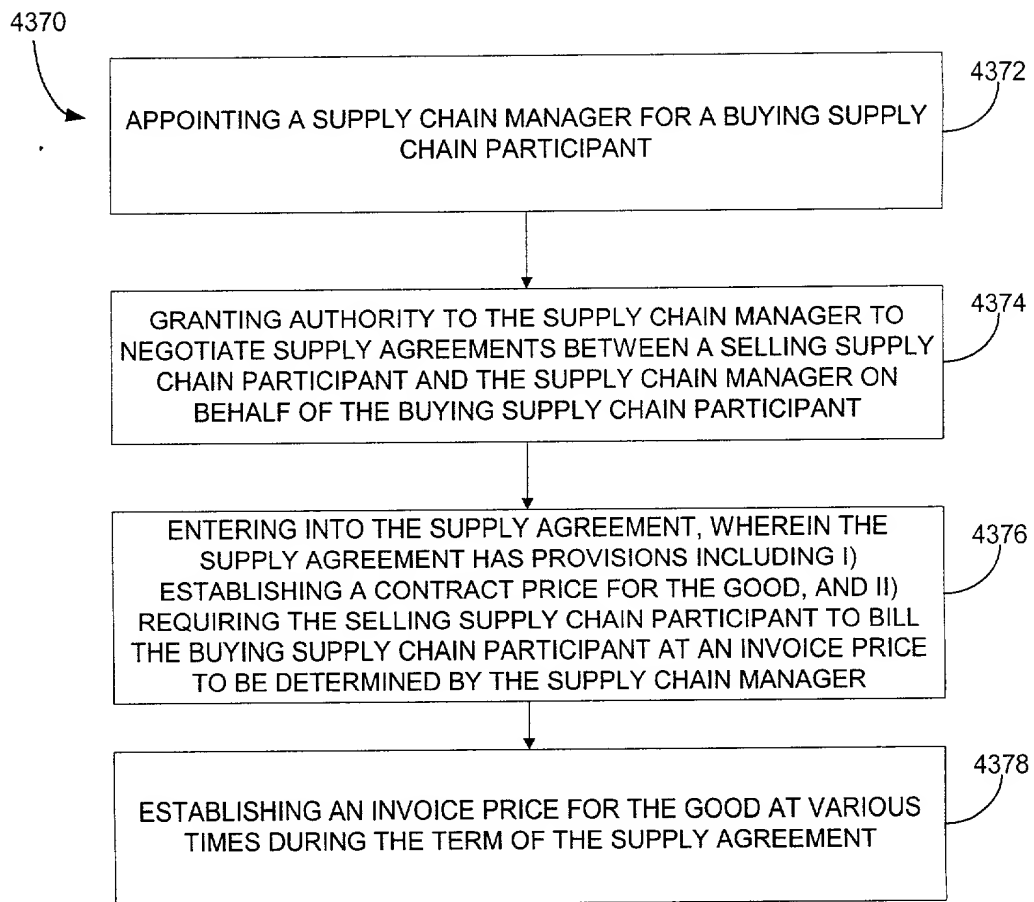 4370
4372
APPOINTING A SUPPLY CHAIN MANAGER FOR A BUYING SUPPLY
CHAIN PARTICIPANT
4374
GRANTING AUTHORITY TO THE SUPPLY CHAIN MANAGER TO
NEGOTIATE SUPPLY AGREEMENTS BETWEEN A SELLING SUPPLY
CHAIN PARTICIPANT AND THE SUPPLY CHAIN MANAGER ON
BEHALF OF THE BUYING SUPPLY CHAIN PARTICIPANT
4376
ENTERING INTO THE SUPPLY AGREEMENT, WHEREIN THE
SUPPLY AGREEMENT HAS PROVISIONS INCLUDING I)
ESTABLISHING A CONTRACT PRICE FOR THE GOOD, AND II)
REQUIRING THE SELLING SUPPLY CHAIN PARTICIPANT TO BILL
THE BUYING SUPPLY CHAIN PARTICIPANT AT AN INVOICE PRICE
TO BE DETERMINED BY THE SUPPLY CHAIN MANAGER
4378
ESTABLISHING AN INVOICE PRICE FOR THE GOOD AT VARIOUS
TIMES DURING THE TERM OF THE SUPPLY AGREEMENT